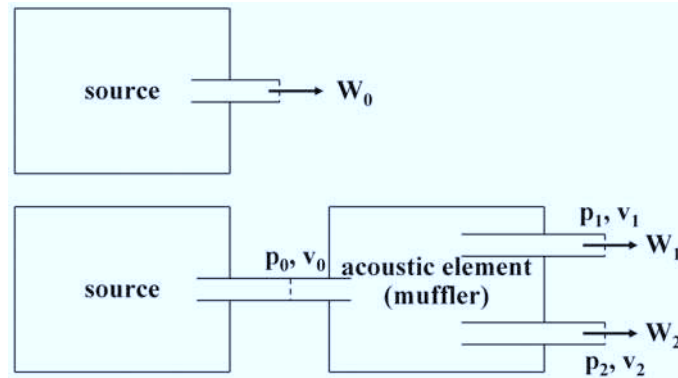 source
W₀
p₀, v₀
source
acoustic element
(muffler)
p₁, v₁
W₁
W₂
p₂, v₂